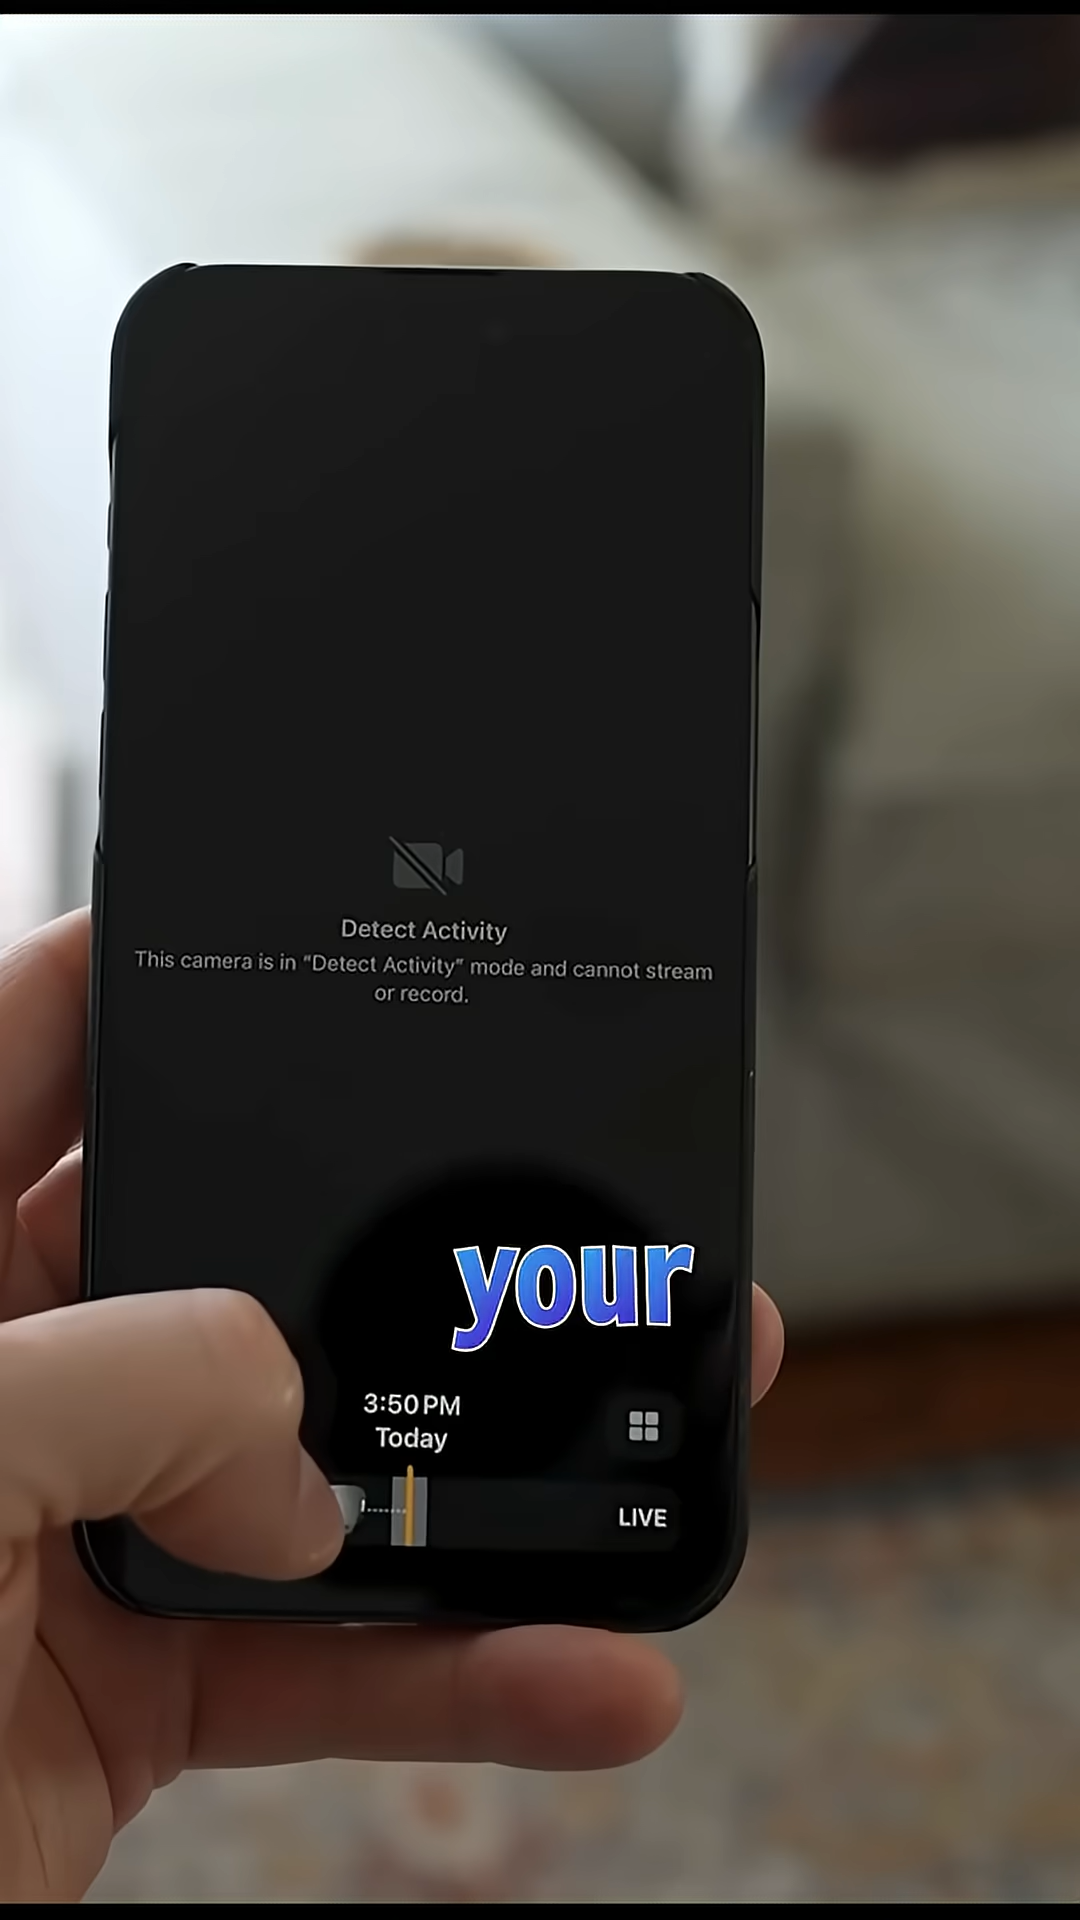 Detect Activity
This camera is in "Detect Activity" mode and cannot stream
or record.
your
3:50 PM
Today
LIVE